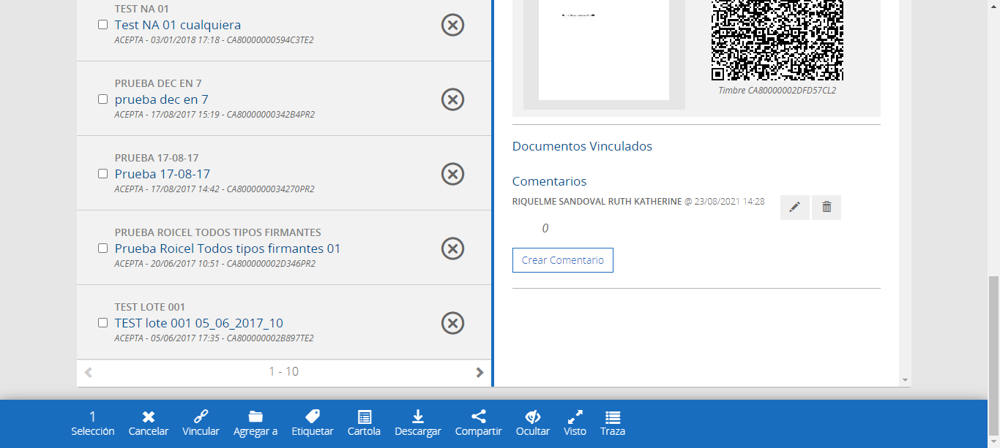 TEST NA 01
Test NA 01 cualquiera
ACEPTA - 03/01/2018 17:18 - CA80000000594C3TE2
PRUEBA DEC EN 7
prueba dec en 7
ACEPTA - 17/08/2017 15:19 - CA80000000342B4PR2
PRUEBA 17-08-17
Prueba 17-08-17
ACEPTA - 17/08/2017 14:42 - CA800000034270PR2
PRUEBA ROICEL TODOS TIPOS FIRMANTES
Prueba Roicel Todos tipos firmantes 01
ACEPTA - 20/06/2017 10:51 - CA800000002D346PR2
TEST LOTE 001
TEST lote 001 05_06_2017_10
ACEPTA - 05/06/2017 17:35 - CA800000002B897TE2
1 - 10
Timbre CA80000002DFD57CL2
Documentos Vinculados
Comentarios
RIQUELME SANDOVAL RUTH KATHERINE @ 23/08/2021 14:28
0
Crear Comentario
1
Selección
Cancelar
Vincular
Agregar a
Etiquetar
Cartola
Descargar
Compartir
Ocultar
Visto
Traza